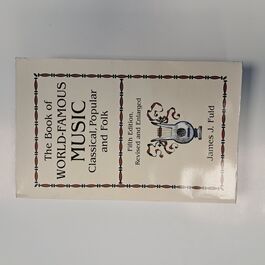 The Book of
WORLD-FAMOUS
MUSIC
Classical, Popular
and Folk
Fifth Edition,
Revised and Enlarged
James J. Fuld